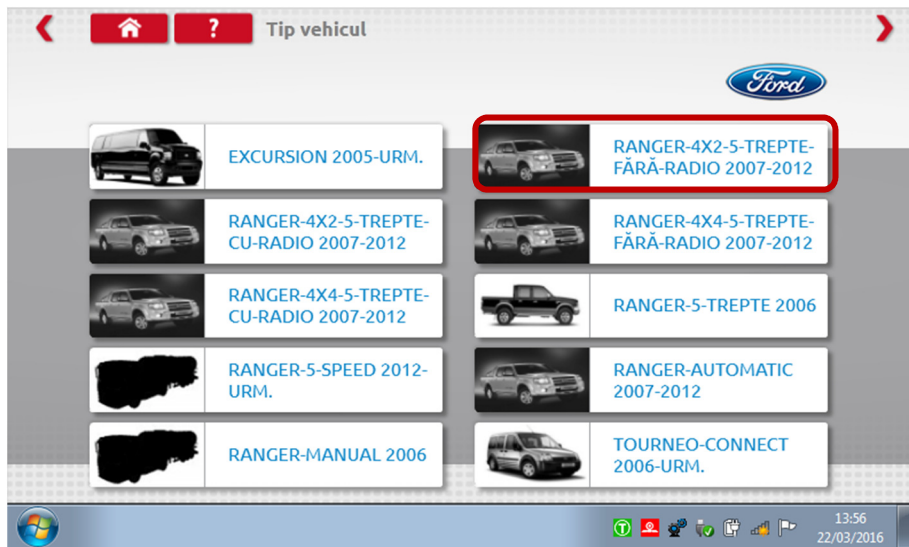 ? Tip vehicul
Ford
EXCURSION 2005-URM.
RANGER-4X2-5-TREPTE-
FĂRĂ-RADIO 2007-2012
RANGER-4X2-5-TREPTE-
CU-RADIO 2007-2012
RANGER-4X4-5-TREPTE-
FĂRĂ-RADIO 2007-2012
RANGER-4X4-5-TREPTE-
CU-RADIO 2007-2012
RANGER-5-TREPTE 2006
RANGER-5-SPEED 2012-
URM.
RANGER-AUTOMATIC
2007-2012
RANGER-MANUAL 2006
TOURNEO-CONNECT
2006-URM.
13:56
22/03/2016